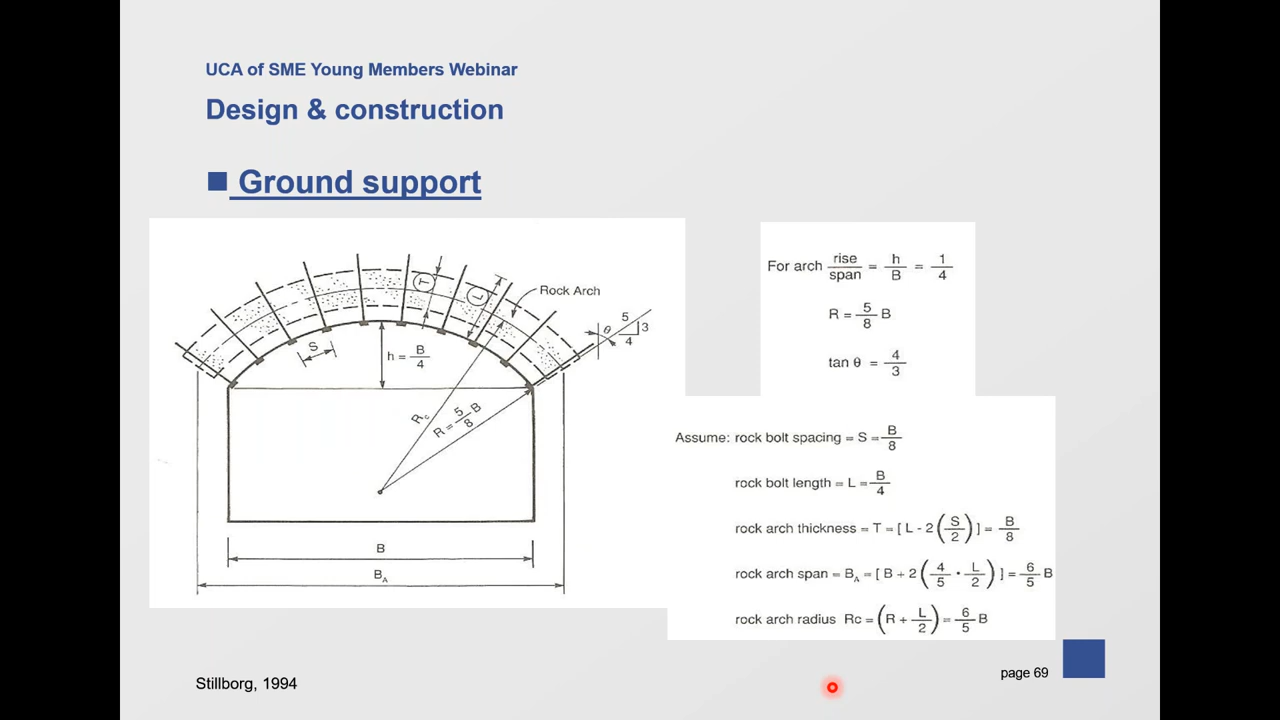 UCA of SME Young Members Webinar
Design & construction
Ground support
T
L
Rock Arch
S
h = B/4
θ
5
3
4
Rc
R = 5/8 B
B
BA
For arch rise/span = h/B = 1/4
R = 5/8 B
tan θ = 4/3
Assume: rock bolt spacing = S = B/8
rock bolt length = L = B/4
rock arch thickness = T = [ L - 2 (S/2) ] = B/8
rock arch span = BA = [ B + 2 (4/5 · L/2) ] = 6/5 B
rock arch radius Rc = (R + L/2) = 6/5 B
Stillborg, 1994
page 69